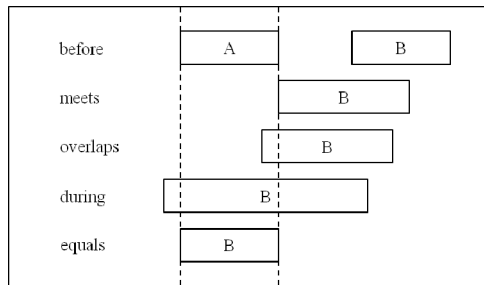 before A B
meets B
overlaps B
during B
equals B